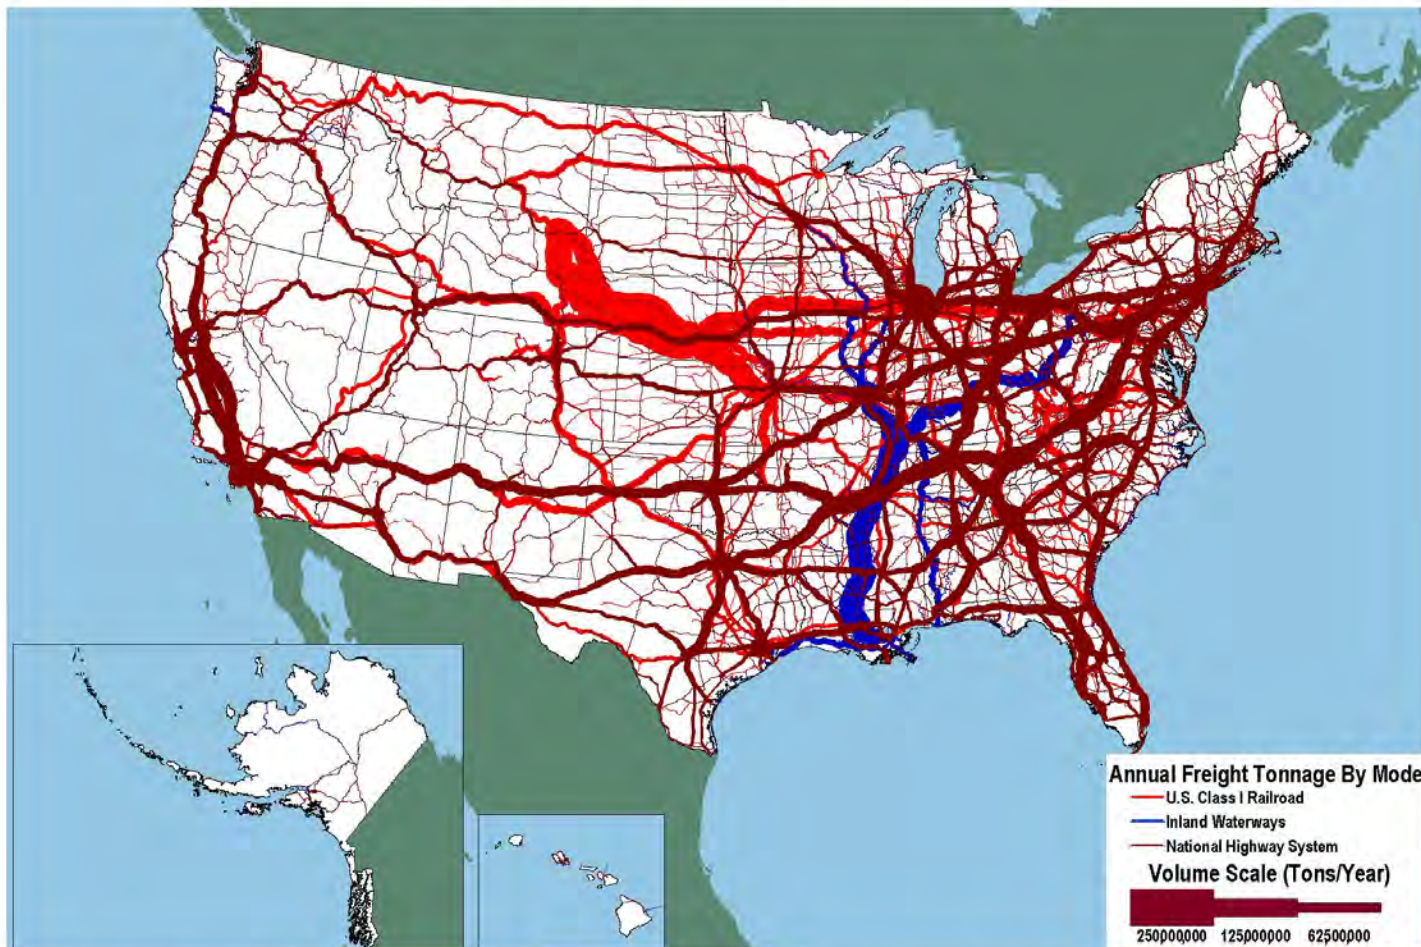 Annual Freight Tonnage By Mode
U.S. Class I Railroad
Inland Waterways
National Highway System
Volume Scale (Tons/Year)
250000000 125000000 62500000